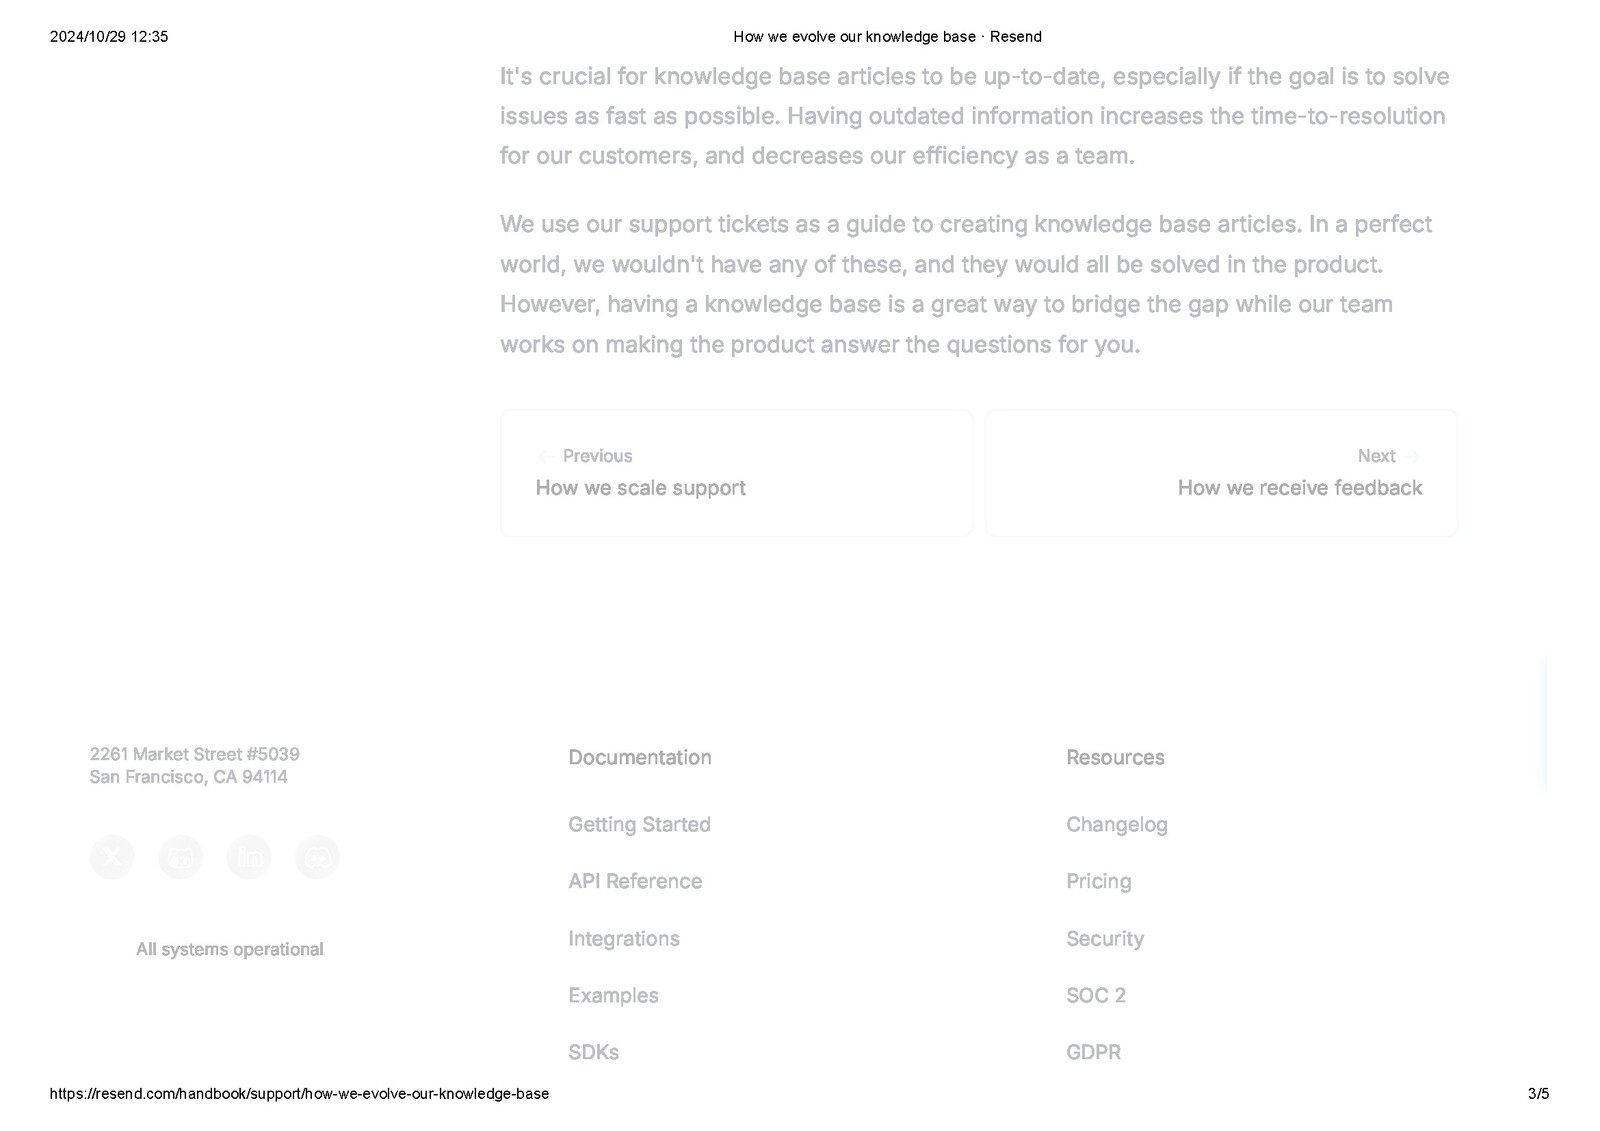 2024/10/29 12:35
How we evolve our knowledge base · Resend
It's crucial for knowledge base articles to be up-to-date, especially if the goal is to solve
issues as fast as possible. Having outdated information increases the time-to-resolution
for our customers, and decreases our efficiency as a team.
We use our support tickets as a guide to creating knowledge base articles. In a perfect
world, we wouldn't have any of these, and they would all be solved in the product.
However, having a knowledge base is a great way to bridge the gap while our team
works on making the product answer the questions for you.
← Previous
How we scale support
Next →
How we receive feedback
2261 Market Street #5039
San Francisco, CA 94114
X
in
All systems operational
Documentation
Getting Started
API Reference
Integrations
Examples
SDKs
Resources
Changelog
Pricing
Security
SOC 2
GDPR
https://resend.com/handbook/support/how-we-evolve-our-knowledge-base
3/5